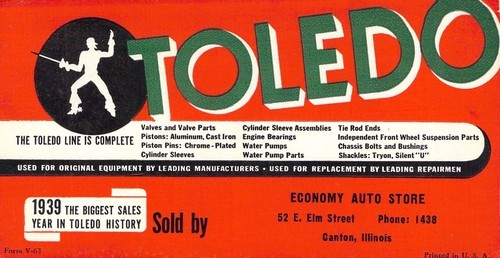 TOLEDO
THE TOLEDO LINE IS COMPLETE
Valves and Valve Parts
Pistons: Aluminum, Cast Iron
Piston Pins: Chrome-Plated
Cylinder Sleeves
Cylinder Sleeve Assemblies
Engine Bearings
Water Pumps
Water Pump Parts
Tie Rod Ends
Independent Front Wheel Suspension Parts
Chassis Bolts and Bushings
Shackles: Tryon, Silent "U"
USED FOR ORIGINAL EQUIPMENT BY LEADING MANUFACTURERS • USED FOR REPLACEMENT BY LEADING REPAIRMEN
1939 THE BIGGEST SALES
YEAR IN TOLEDO HISTORY
Sold by
ECONOMY AUTO STORE
52 E. Elm Street Phone: 1438
Canton, Illinois
Form V-63
Printed in U. S. A.